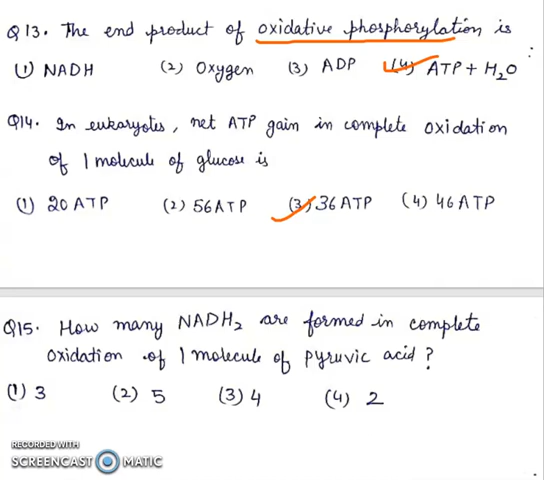 Q13. The end product of oxidative phosphorylation is
(1) NADH (2) Oxygen (3) ADP (4) ATP + H₂O
Q14. In eukaryotes, net ATP gain in complete oxidation
of 1 molecule of glucose is
(1) 20 ATP (2) 56 ATP (3) 36 ATP (4) 46 ATP
Q15. How many NADH₂ are formed in complete
oxidation of 1 molecule of pyruvic acid?
(1) 3 (2) 5 (3) 4 (4) 2
RECORDED WITH
SCREENCAST MATIC